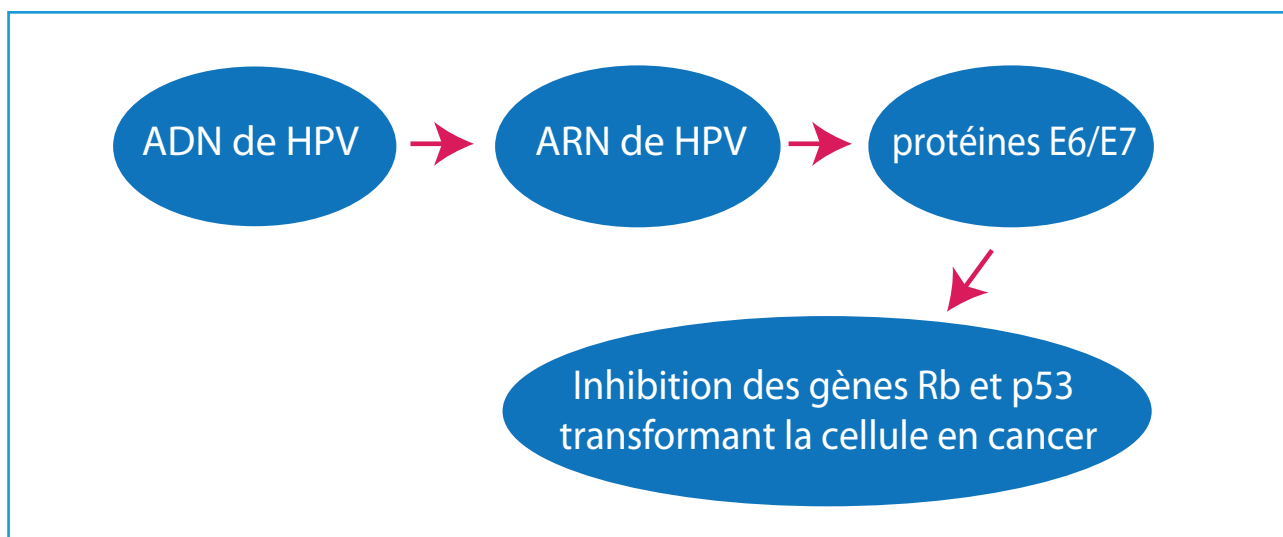 ADN de HPV
ARN de HPV
protéines E6/E7
Inhibition des gènes Rb et p53
transformant la cellule en cancer